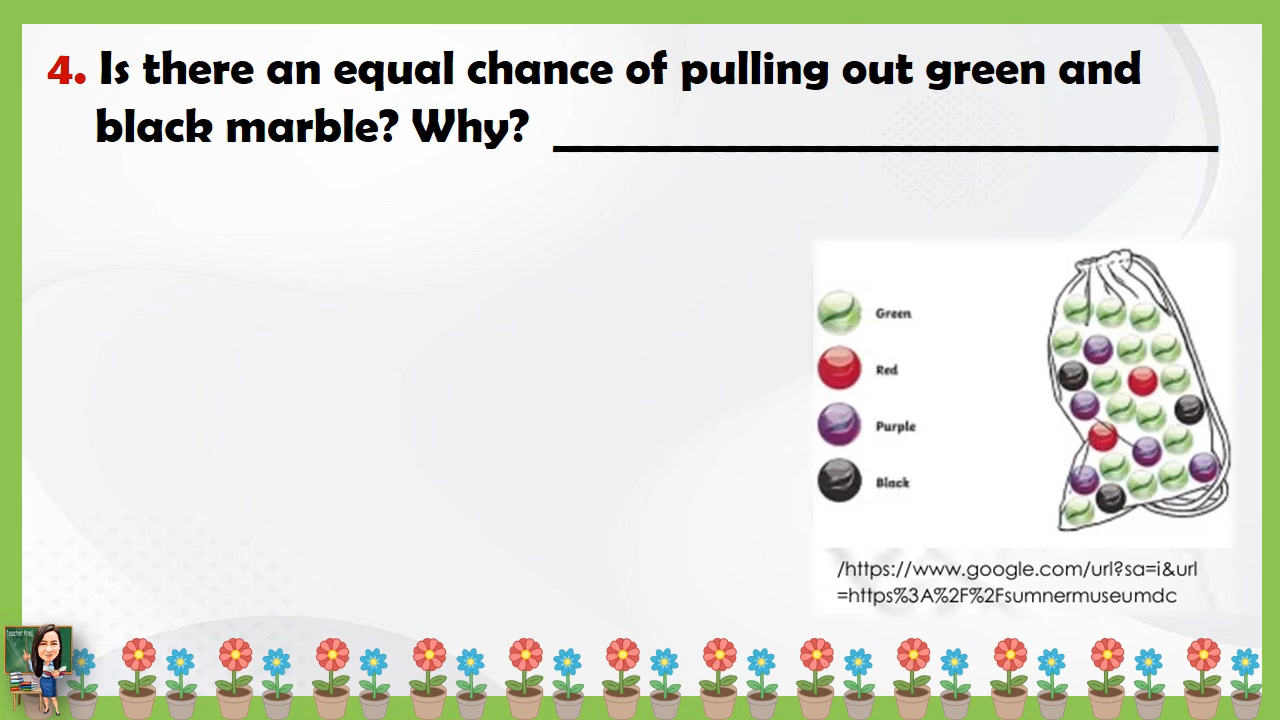 4. Is there an equal chance of pulling out green and
black marble? Why? ____________________
Green
Red
Purple
Black
/https://www.google.com/url?sa=i&url
=https%3A%2F%2Fsumnermuseumdc